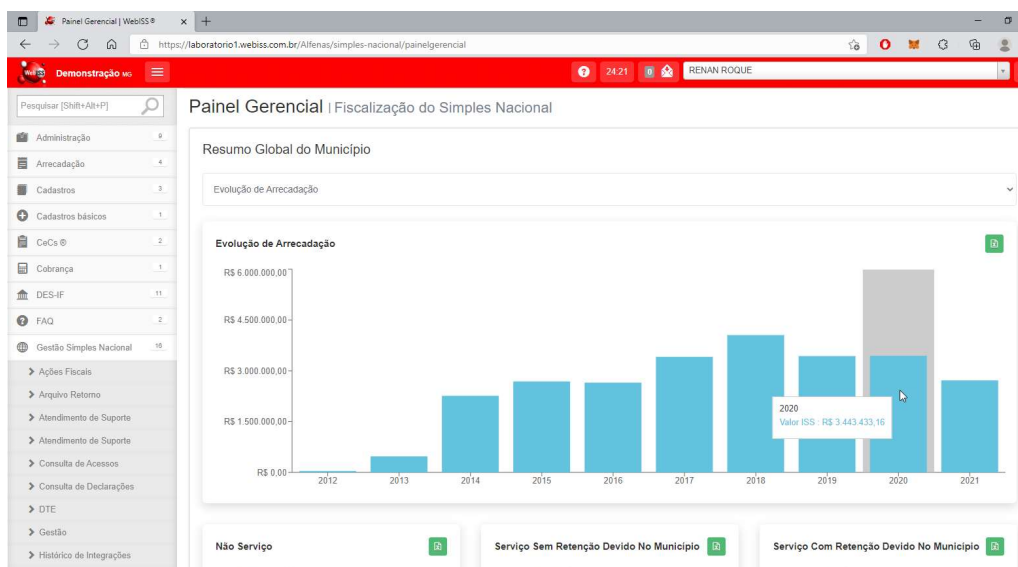 Painel Gerencial | WebISS®
https://laboratorio1.webiss.com.br/Alfenas/simples-nacional/painelgerencial
Demonstração MG
24:21
0
RENAN ROQUE
Pesquisar [Shift+Alt+P]
Painel Gerencial | Fiscalização do Simples Nacional
Administração 9
Arrecadação 4
Cadastros 3
Cadastros básicos 1
CeCs ® 2
Cobrança 1
DES-IF 11
FAQ 2
Gestão Simples Nacional 18
Ações Fiscais
Arquivo Retorno
Atendimento de Suporte
Atendimento de Suporte
Consulta de Acessos
Consulta de Declarações
DTE
Gestão
Histórico de Integrações
Resumo Global do Município
Evolução de Arrecadação
Evolução de Arrecadação
R$ 6.000.000,00
R$ 4.500.000,00
R$ 3.000.000,00
R$ 1.500.000,00
R$ 0,00
2020
Valor ISS : R$ 3.443.433,16
2012 2013 2014 2015 2016 2017 2018 2019 2020 2021
Não Serviço
Serviço Sem Retenção Devido No Município
Serviço Com Retenção Devido No Município